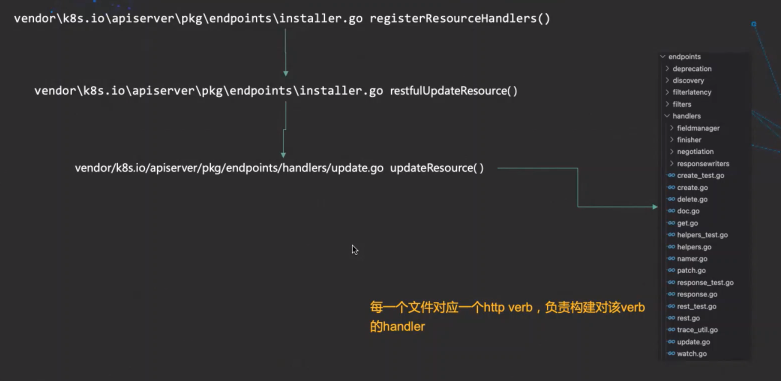 vendor\k8s.io\apiserver\pkg\endpoints\installer.go registerResourceHandlers()
vendor\k8s.io\apiserver\pkg\endpoints\installer.go restfulUpdateResource()
vendor/k8s.io/apiserver/pkg/endpoints/handlers/update.go updateResource()
每一个文件对应一个http verb，负责构建对该verb
的handler
endpoints
deprecation
discovery
filterlatency
filters
handlers
fieldmanager
finisher
negotiation
responsewriters
create_test.go
create.go
delete.go
doc.go
get.go
helpers_test.go
helpers.go
namer.go
patch.go
response_test.go
response.go
rest_test.go
rest.go
trace_util.go
update.go
watch.go